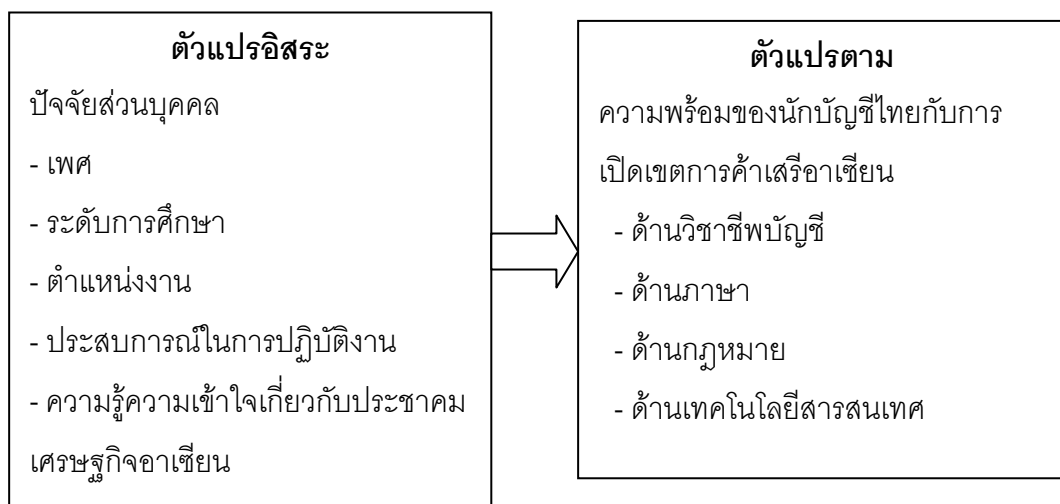 ตัวแปรอิสระ
ปัจจัยส่วนบุคคล
- เพศ
- ระดับการศึกษา
- ตำแหน่งงาน
- ประสบการณ์ในการปฏิบัติงาน
- ความรู้ความเข้าใจเกี่ยวกับประชาคม
เศรษฐกิจอาเซียน
ตัวแปรตาม
ความพร้อมของนักบัญชีไทยกับการ
เปิดเขตการค้าเสรีอาเซียน
- ด้านวิชาชีพบัญชี
- ด้านภาษา
- ด้านกฎหมาย
- ด้านเทคโนโลยีสารสนเทศ